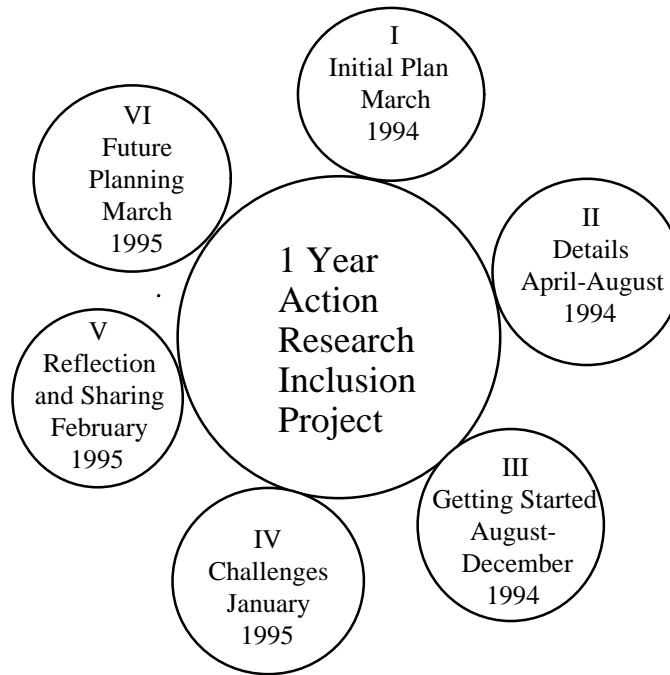 1 Year
Action
Research
Inclusion
Project
I
Initial Plan
March
1994
II
Details
April-August
1994
III
Getting Started
August-
December
1994
IV
Challenges
January
1995
V
Reflection
and Sharing
February
1995
VI
Future
Planning
March
1995